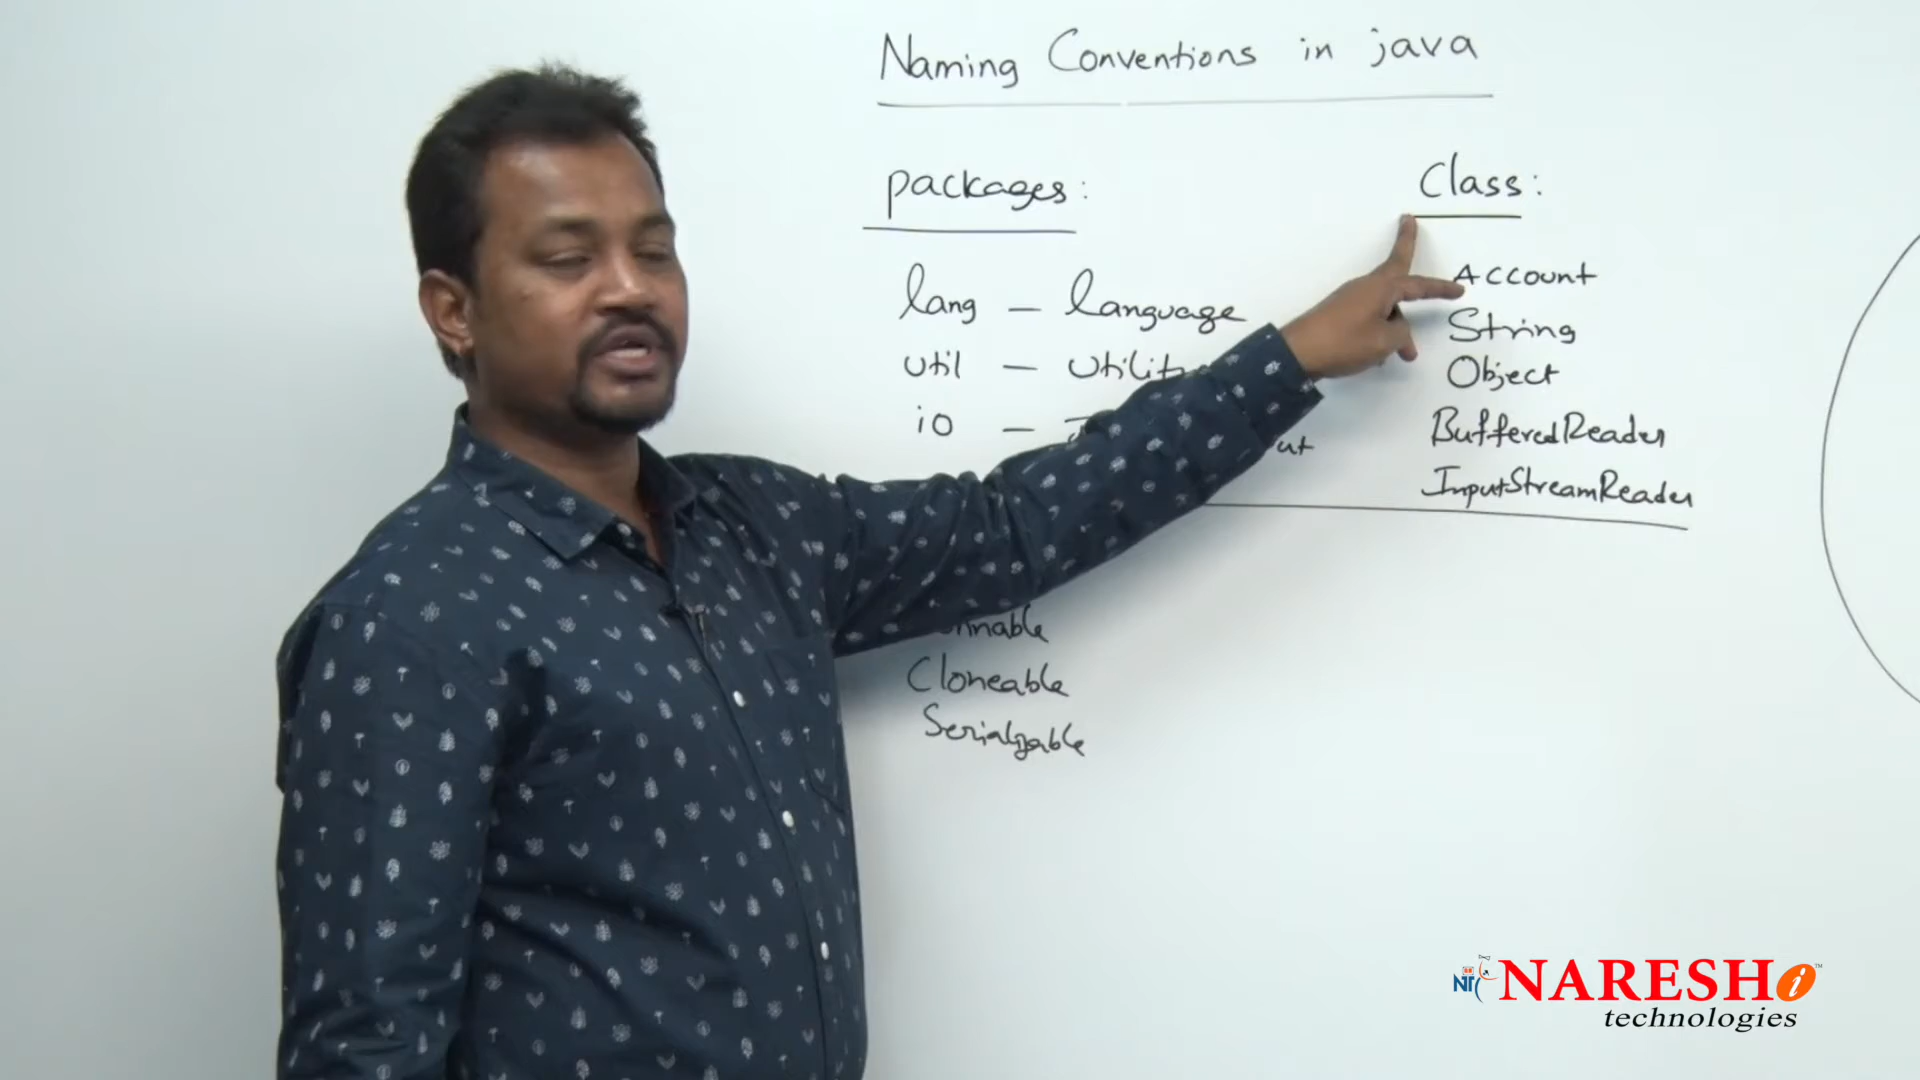 Naming Conventions in java
packages:
lang – language
util –
io –
Cloneable
Serializable
Class:
Account
String
Object
BufferedReader
InputStreamReader
NARESH i ™
technologies